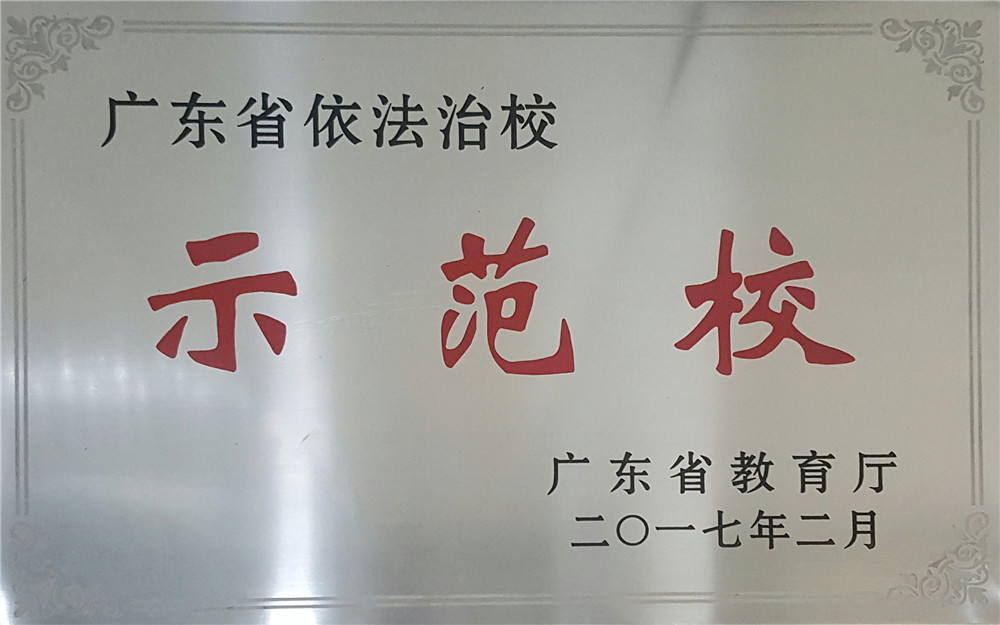 广东省依法治校
示范校
广东省教育厅
二〇一七年二月